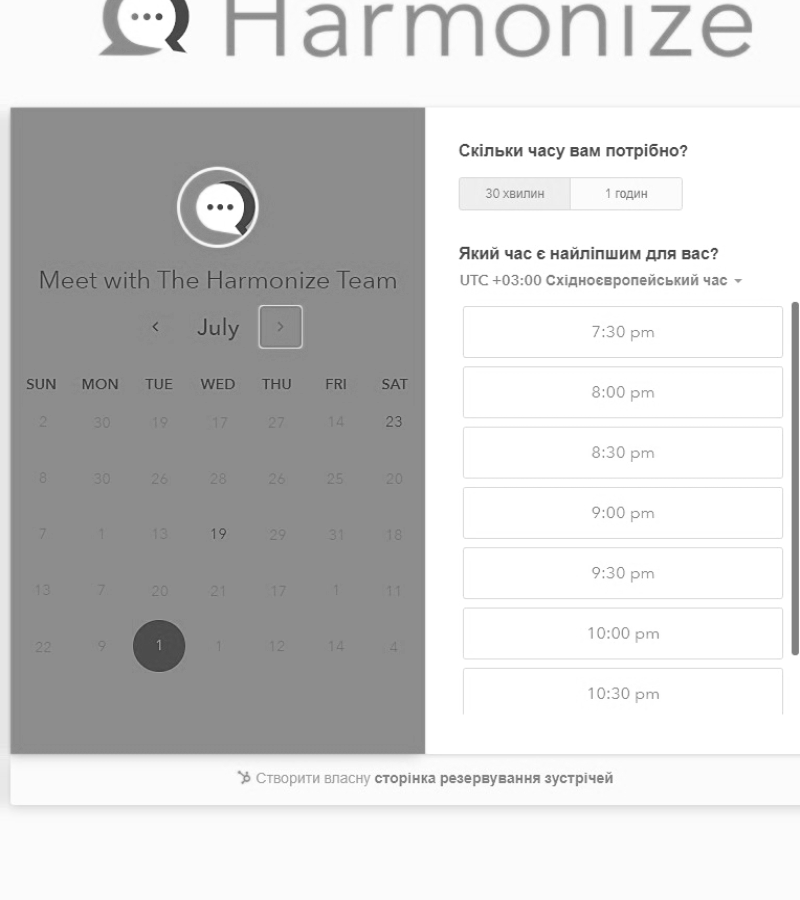 Harmonize
Meet with The Harmonize Team
July
SUN MON TUE WED THU FRI SAT
2 30 19 17 27 14 23
8 30 26 28 26 25 20
7 1 13 19 29 31 18
13 7 20 21 17 1 11
22 9 1 1 12 14 4
Скільки часу вам потрібно?
30 хвилин 1 годин
Який час є найліпшим для вас?
UTC +03:00 Східноєвропейський час
7:30 pm
8:00 pm
8:30 pm
9:00 pm
9:30 pm
10:00 pm
10:30 pm
Створити власну сторінка резервування зустрічей